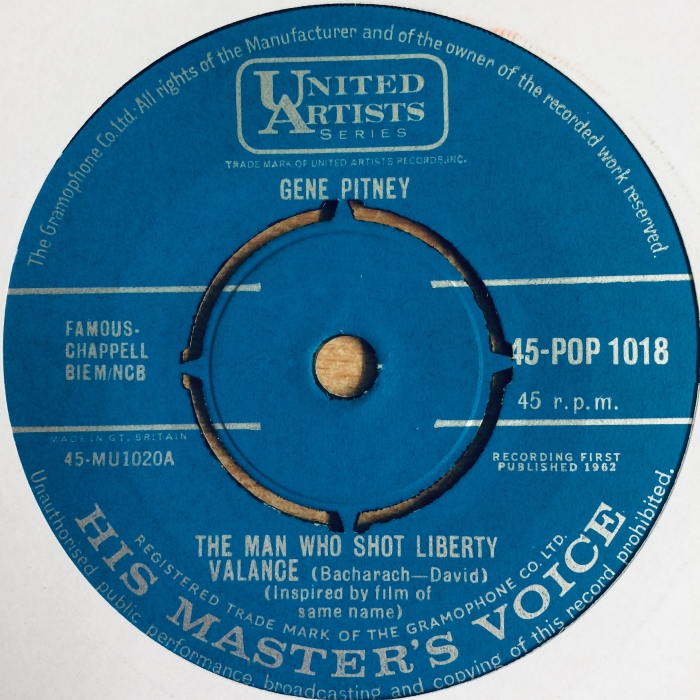 The Gramophone Co. Ltd. All rights of the Manufacturer and of the owner of the recorded work reserved.
UNITED
ARTISTS
SERIES
TRADE MARK OF UNITED ARTISTS RECORDS, INC.
GENE PITNEY
FAMOUS-
CHAPPELL
BIEM/NCB
45-POP 1018
45 r.p.m.
MADE IN GT. BRITAIN
45-MU1020A
RECORDING FIRST
PUBLISHED 1962
THE MAN WHO SHOT LIBERTY
VALANCE (Bacharach—David)
(Inspired by film of
same name)
REGISTERED TRADE MARK OF THE GRAMOPHONE CO. LTD.
HIS MASTER'S VOICE
Unauthorised public performance, broadcasting and copying of this record prohibited.